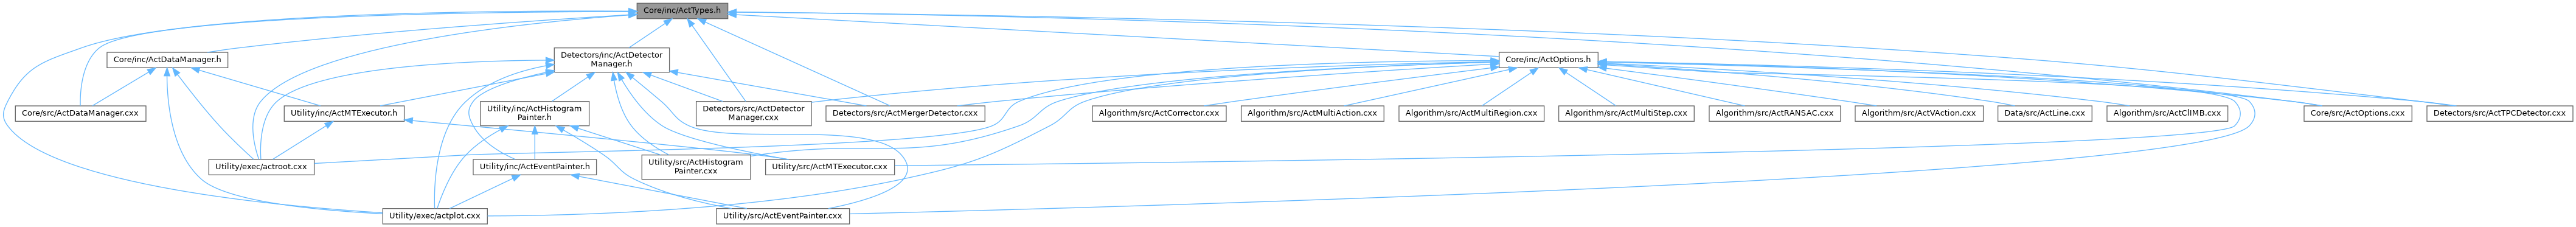 Core/inc/ActTypes.h
Core/inc/ActDataManager.h
Detectors/inc/ActDetector
Manager.h
Core/inc/ActOptions.h
Core/src/ActDataManager.cxx
Utility/inc/ActMTExecutor.h
Utility/inc/ActHistogram
Painter.h
Detectors/src/ActDetector
Manager.cxx
Detectors/src/ActMergerDetector.cxx
Algorithm/src/ActCorrector.cxx
Algorithm/src/ActMultiAction.cxx
Algorithm/src/ActMultiRegion.cxx
Algorithm/src/ActMultiStep.cxx
Algorithm/src/ActRANSAC.cxx
Algorithm/src/ActVAction.cxx
Data/src/ActLine.cxx
Algorithm/src/ActClIMB.cxx
Core/src/ActOptions.cxx
Detectors/src/ActTPCDetector.cxx
Utility/exec/actroot.cxx
Utility/inc/ActEventPainter.h
Utility/src/ActHistogram
Painter.cxx
Utility/src/ActMTExecutor.cxx
Utility/exec/actplot.cxx
Utility/src/ActEventPainter.cxx